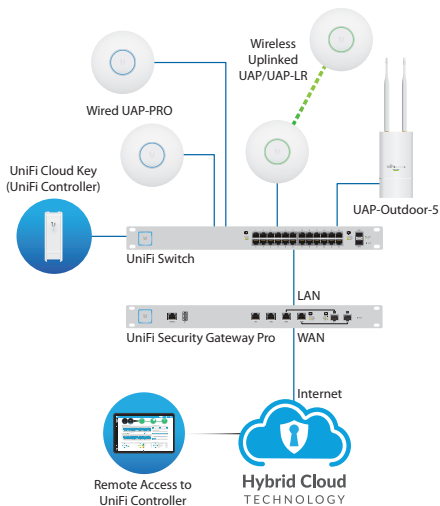 Wireless
Uplinked
UAP/UAP-LR
Wired UAP-PRO
UniFi Cloud Key
(UniFi Controller)
UAP-Outdoor-5
UniFi Switch
LAN
UniFi Security Gateway Pro
WAN
Internet
Remote Access to
UniFi Controller
Hybrid Cloud
TECHNOLOGY